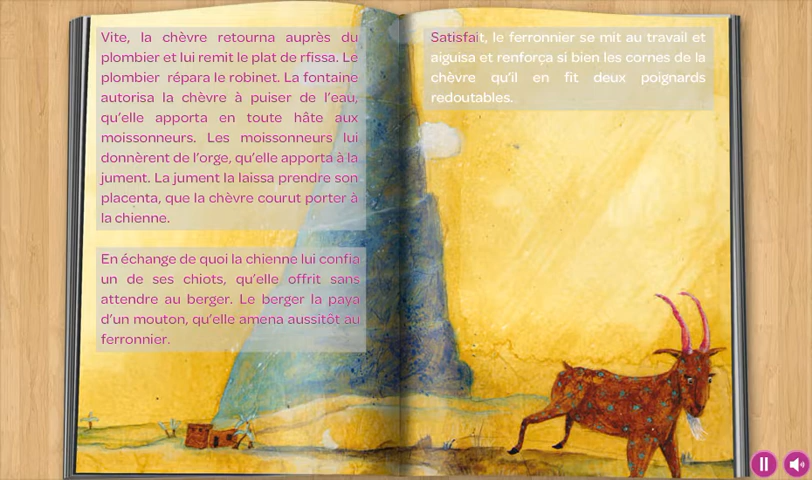 Vite, la chèvre retourna auprès du
plombier et lui remit le plat de rfissa. Le
plombier répara le robinet. La fontaine
autorisa la chèvre à puiser de l'eau,
qu'elle apporta en toute hâte aux
moissonneurs. Les moissonneurs lui
donnèrent de l'orge, qu'elle apporta à la
jument. La jument la laissa prendre son
placenta, que la chèvre courut porter à
la chienne.
En échange de quoi la chienne lui confia
un de ses chiots, qu'elle offrit sans
attendre au berger. Le berger la paya
d'un mouton, qu'elle amena aussitôt au
ferronnier.
Satisfait, le ferronnier se mit au travail et
aiguisa et renforça si bien les cornes de la
chèvre qu'il en fit deux poignards
redoutables.